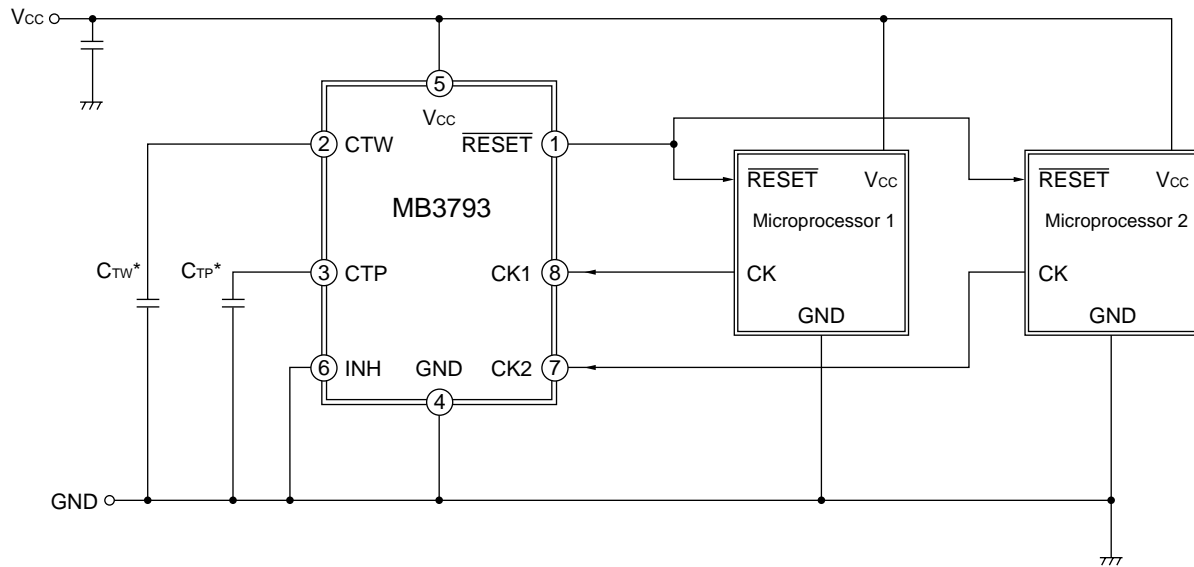 VCC
5
VCC
2 CTW
RESET 1
MB3793
RESET VCC
Microprocessor 1
RESET VCC
Microprocessor 2
CTW*
CTP*
3 CTP
CK1 8
CK
CK
GND
GND
6 INH
GND
CK2 7
4
GND